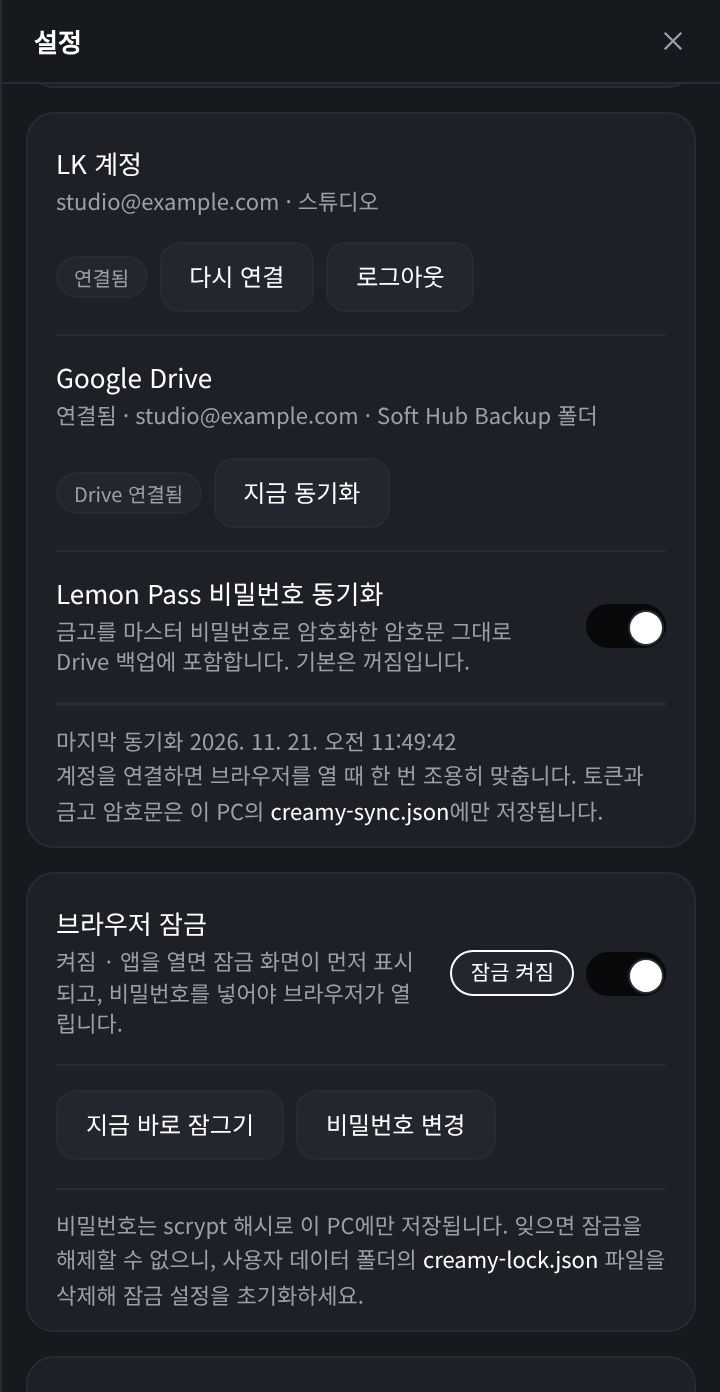 설정
LK 계정
studio@example.com · 스튜디오
연결됨 다시 연결 로그아웃
Google Drive
연결됨 · studio@example.com · Soft Hub Backup 폴더
Drive 연결됨 지금 동기화
Lemon Pass 비밀번호 동기화
금고를 마스터 비밀번호로 암호화한 암호문 그대로
Drive 백업에 포함합니다. 기본은 꺼짐입니다.
마지막 동기화 2026. 11. 21. 오전 11:49:42
계정을 연결하면 브라우저를 열 때 한 번 조용히 맞춥니다. 토큰과
금고 암호문은 이 PC의 creamy-sync.json에만 저장됩니다.
브라우저 잠금
켜짐 · 앱을 열면 잠금 화면이 먼저 표시
되고, 비밀번호를 넣어야 브라우저가 열
립니다.
잠금 켜짐
지금 바로 잠그기 비밀번호 변경
비밀번호는 scrypt 해시로 이 PC에만 저장됩니다. 잊으면 잠금을
해제할 수 없으니, 사용자 데이터 폴더의 creamy-lock.json 파일을
삭제해 잠금 설정을 초기화하세요.